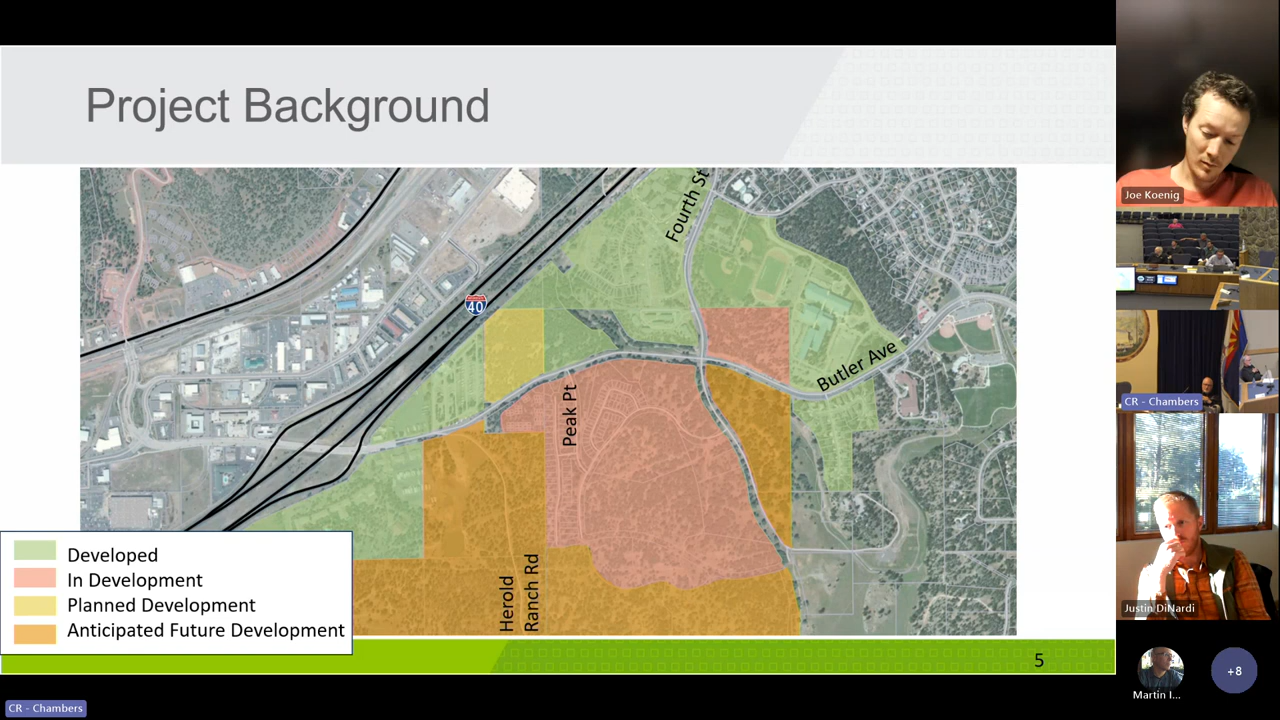 Project Background
Fourth St
40
Butler Ave
Peak Pt
Herold
Ranch Rd
Developed
In Development
Planned Development
Anticipated Future Development
5
CR - Chambers
Joe Koenig
CR - Chambers
Justin DiNardi
Martin I...
+8